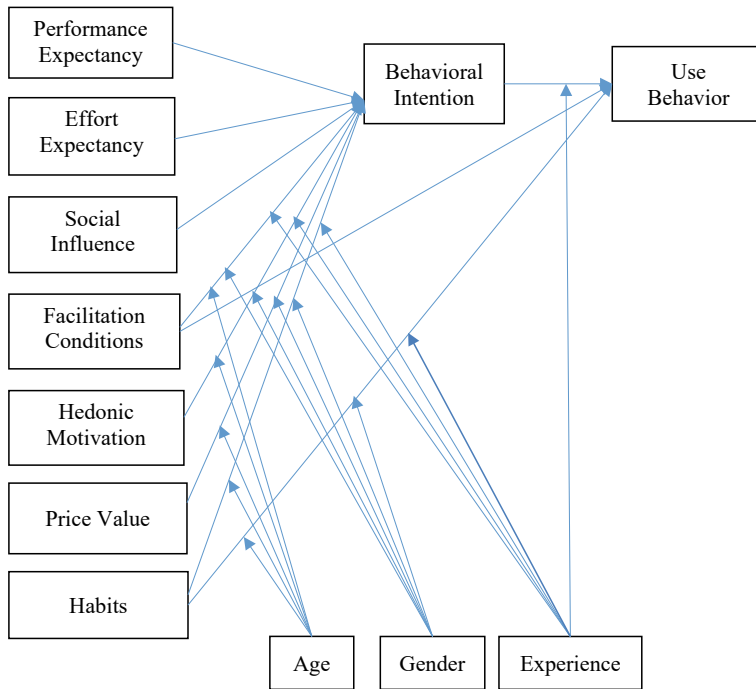 Performance
Expectancy
Behavioral
Intention
Use
Behavior
Effort
Expectancy
Social
Influence
Facilitation
Conditions
Hedonic
Motivation
Price Value
Habits
Age
Gender
Experience